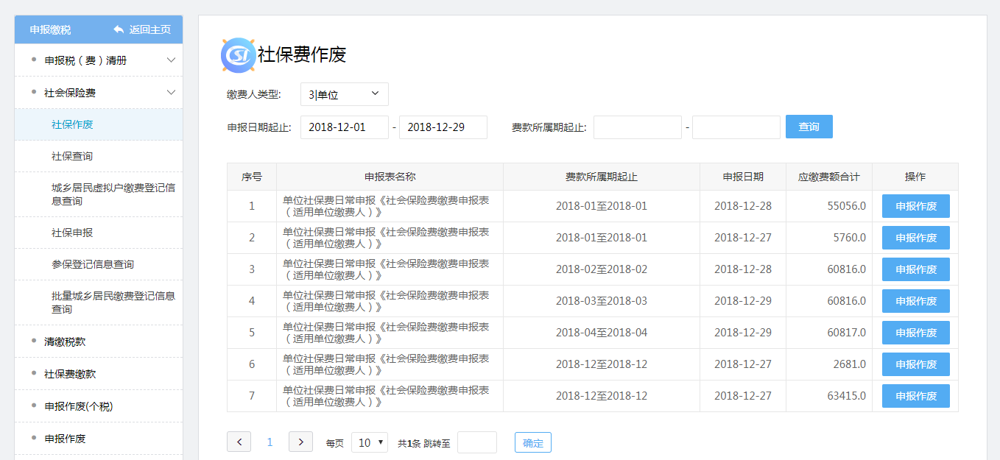 申报缴税 返回主页
申报税（费）清册
社会保险费
社保作废
社保查询
城乡居民虚拟户缴费登记信
息查询
社保申报
参保登记信息查询
批量城乡居民缴费登记信息
查询
清缴税款
社保费缴款
申报作废(个税)
申报作废
SI 社保费作废
缴费人类型: 3|单位
申报日期起止: 2018-12-01 - 2018-12-29 费款所属期起止: - 查询
序号 申报表名称 费款所属期起止 申报日期 应缴费额合计 操作
1 单位社保费日常申报《社会保险费缴费申报表
（适用单位缴费人）》 2018-01至2018-01 2018-12-28 55056.0 申报作废
2 单位社保费日常申报《社会保险费缴费申报表
（适用单位缴费人）》 2018-01至2018-01 2018-12-27 5760.0 申报作废
3 单位社保费日常申报《社会保险费缴费申报表
（适用单位缴费人）》 2018-02至2018-02 2018-12-28 60816.0 申报作废
4 单位社保费日常申报《社会保险费缴费申报表
（适用单位缴费人）》 2018-03至2018-03 2018-12-29 60816.0 申报作废
5 单位社保费日常申报《社会保险费缴费申报表
（适用单位缴费人）》 2018-04至2018-04 2018-12-29 60817.0 申报作废
6 单位社保费日常申报《社会保险费缴费申报表
（适用单位缴费人）》 2018-12至2018-12 2018-12-27 2681.0 申报作废
7 单位社保费日常申报《社会保险费缴费申报表
（适用单位缴费人）》 2018-12至2018-12 2018-12-27 63415.0 申报作废
< 1 > 每页 10 共1条 跳转至 确定